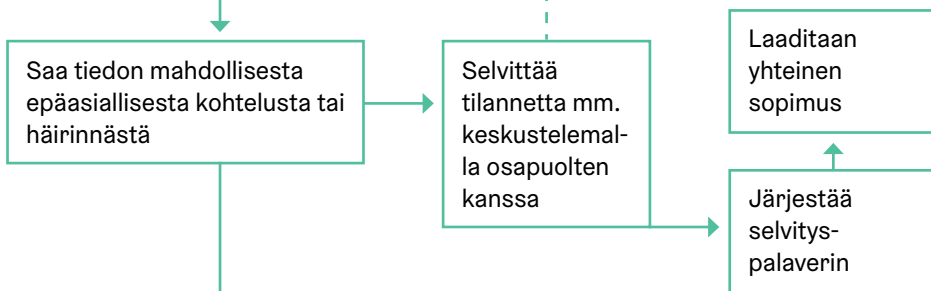 Saa tiedon mahdollisesta
epäasiallisesta kohtelusta tai
häirinnästä
Selvittää
tilannetta mm.
keskustelemal-
la osapuolten
kanssa
Laaditaan
yhteinen
sopimus
Järjestää
selvitys-
palaverin